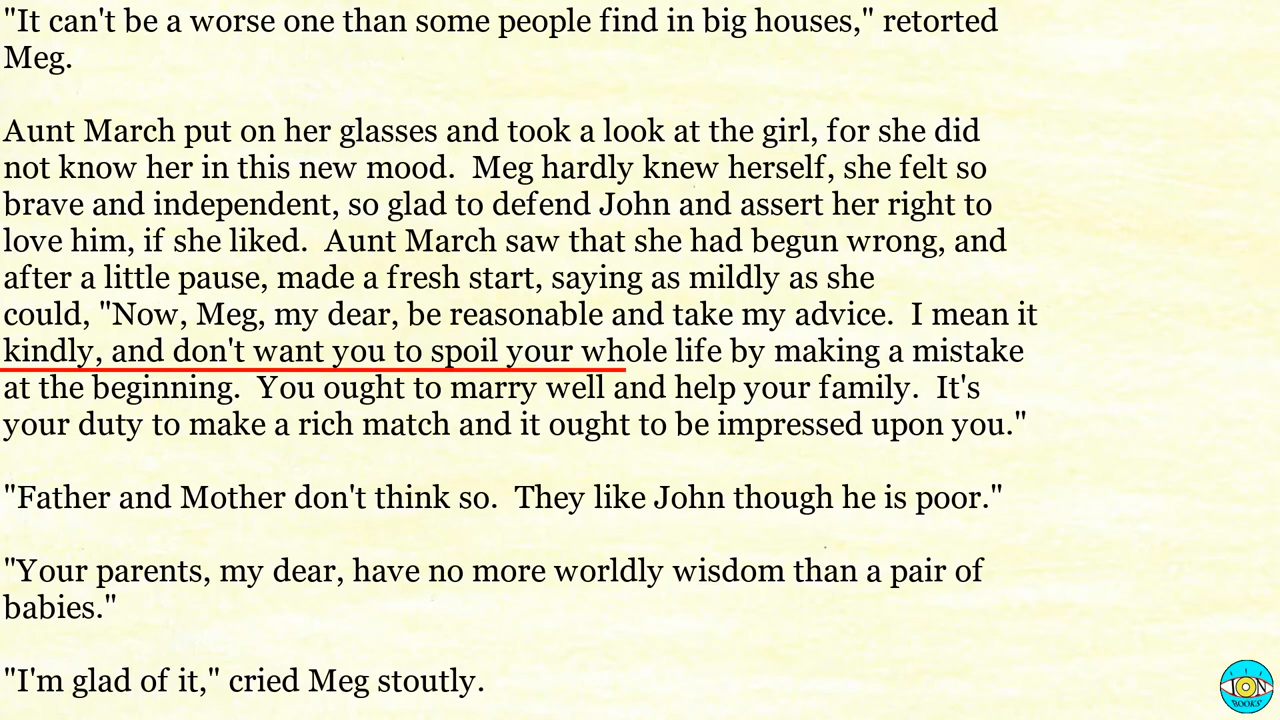 "It can't be a worse one than some people find in big houses," retorted
Meg.
Aunt March put on her glasses and took a look at the girl, for she did
not know her in this new mood.  Meg hardly knew herself, she felt so
brave and independent, so glad to defend John and assert her right to
love him, if she liked.  Aunt March saw that she had begun wrong, and
after a little pause, made a fresh start, saying as mildly as she
could, "Now, Meg, my dear, be reasonable and take my advice.  I mean it
kindly, and don't want you to spoil your whole life by making a mistake
at the beginning.  You ought to marry well and help your family.  It's
your duty to make a rich match and it ought to be impressed upon you."
"Father and Mother don't think so.  They like John though he is poor."
"Your parents, my dear, have no more worldly wisdom than a pair of
babies."
"I'm glad of it," cried Meg stoutly.
ION
BOOKS